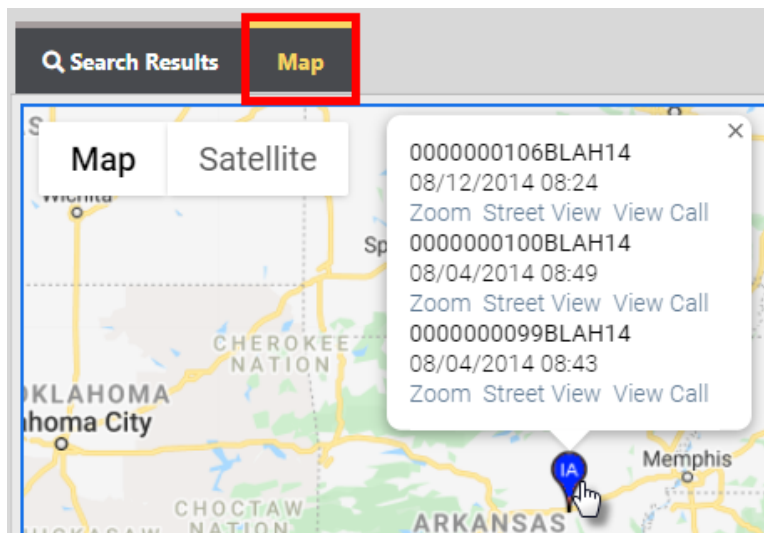 Search Results
Map
Map
Satellite
0000000106BLAH14
08/12/2014 08:24
Zoom Street View View Call
0000000100BLAH14
08/04/2014 08:49
Zoom Street View View Call
0000000099BLAH14
08/04/2014 08:43
Zoom Street View View Call
S
Wichita
Sp
CHEROKEE
NATION
KLAHOMA
homa City
IA
Memphis
CHOCTAW
NATION
ARKANSAS